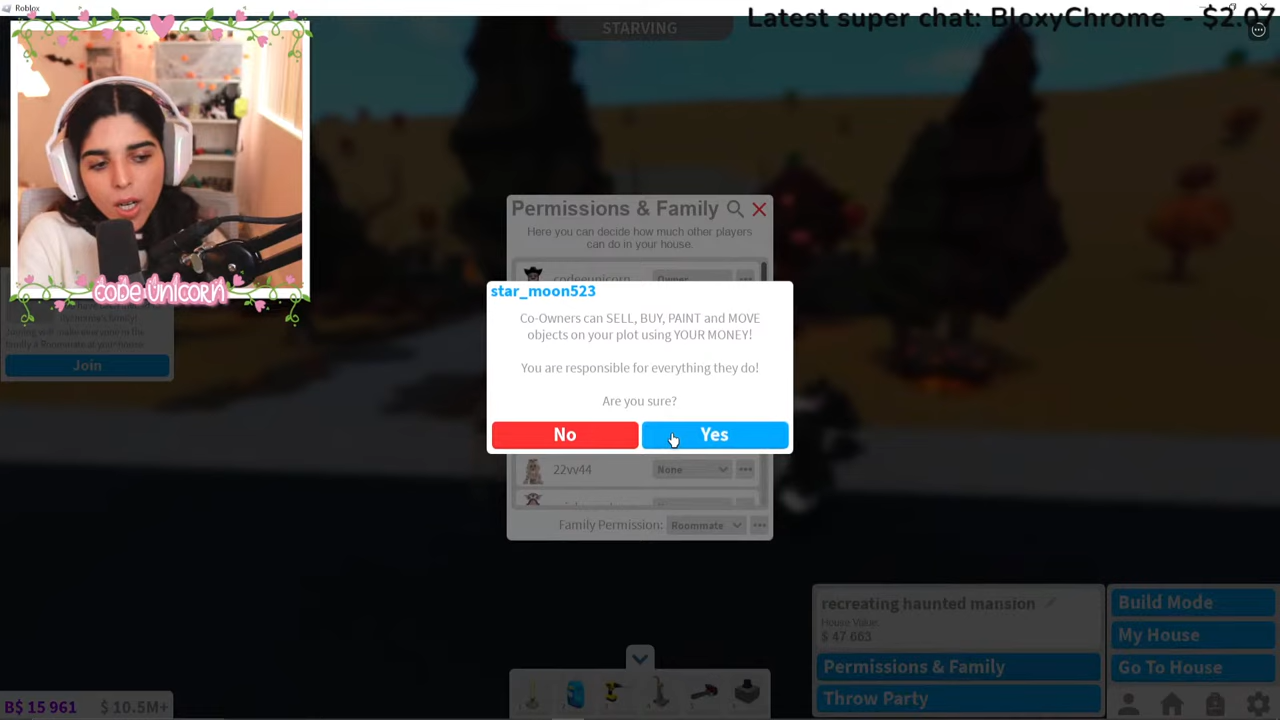 Roblox
STARVING
Latest super chat: BloxyChrome - $2.07
CODE UNICORN
Join
Permissions & Family
Here you can decide how much other players
can do in your house.
Owner
star_moon523
Co-Owners can SELL, BUY, PAINT and MOVE
objects on your plot using YOUR MONEY!
You are responsible for everything they do!
Are you sure?
No
Yes
22vv44
None
Family Permission:
Roommate
recreating haunted mansion
House Value:
$ 47 663
Permissions & Family
Throw Party
Build Mode
My House
Go To House
B$ 15 961
$ 10.5M+